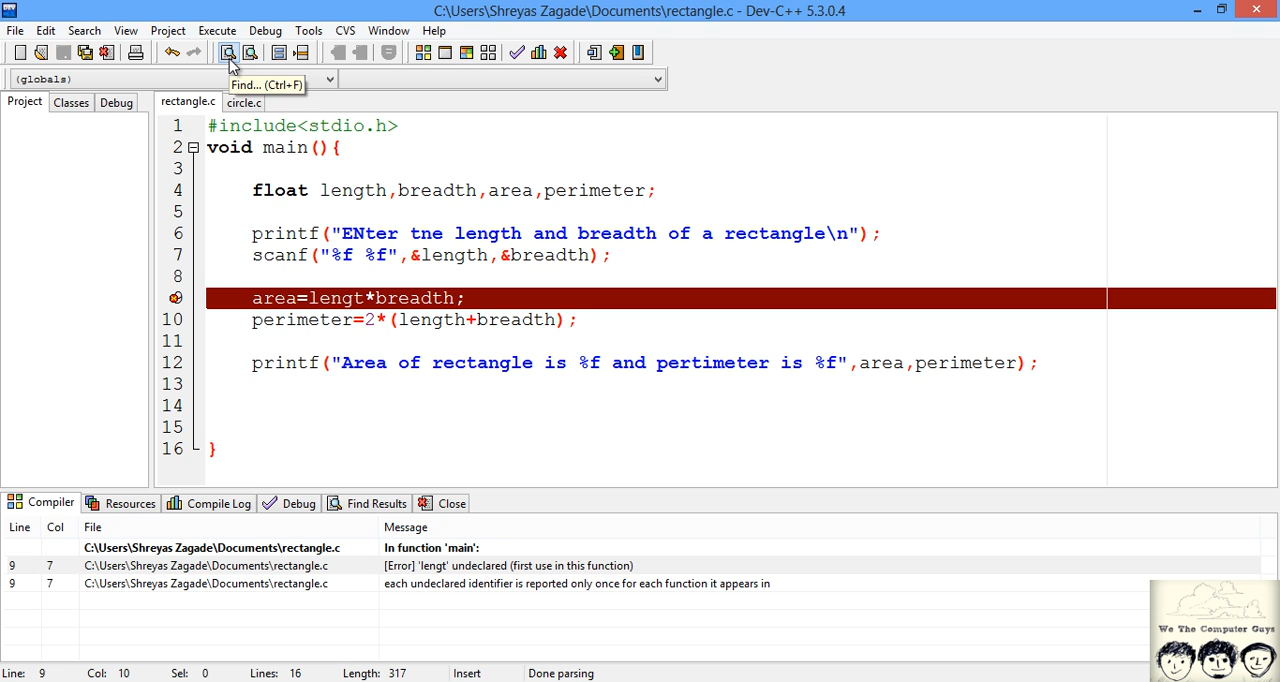 C:\Users\Shreyas Zagade\Documents\rectangle.c - Dev-C++ 5.3.0.4
File Edit Search View Project Execute Debug Tools CVS Window Help
Find... (Ctrl+F)
(globals)
Project Classes Debug rectangle.c circle.c
1 #include<stdio.h>
2 void main(){
3
4 float length,breadth,area,perimeter;
5
6 printf("ENter tne length and breadth of a rectangle\n");
7 scanf("%f %f",&length,&breadth);
8
area=lengt*breadth;
10 perimeter=2*(length+breadth);
11
12 printf("Area of rectangle is %f and pertimeter is %f",area,perimeter);
13
14
15
16 }
Compiler Resources Compile Log Debug Find Results Close
Line Col File Message
C:\Users\Shreyas Zagade\Documents\rectangle.c In function 'main':
9 7 C:\Users\Shreyas Zagade\Documents\rectangle.c [Error] 'lengt' undeclared (first use in this function)
9 7 C:\Users\Shreyas Zagade\Documents\rectangle.c each undeclared identifier is reported only once for each function it appears in
We The Computer Guys
Line: 9 Col: 10 Sel: 0 Lines: 16 Length: 317 Insert Done parsing